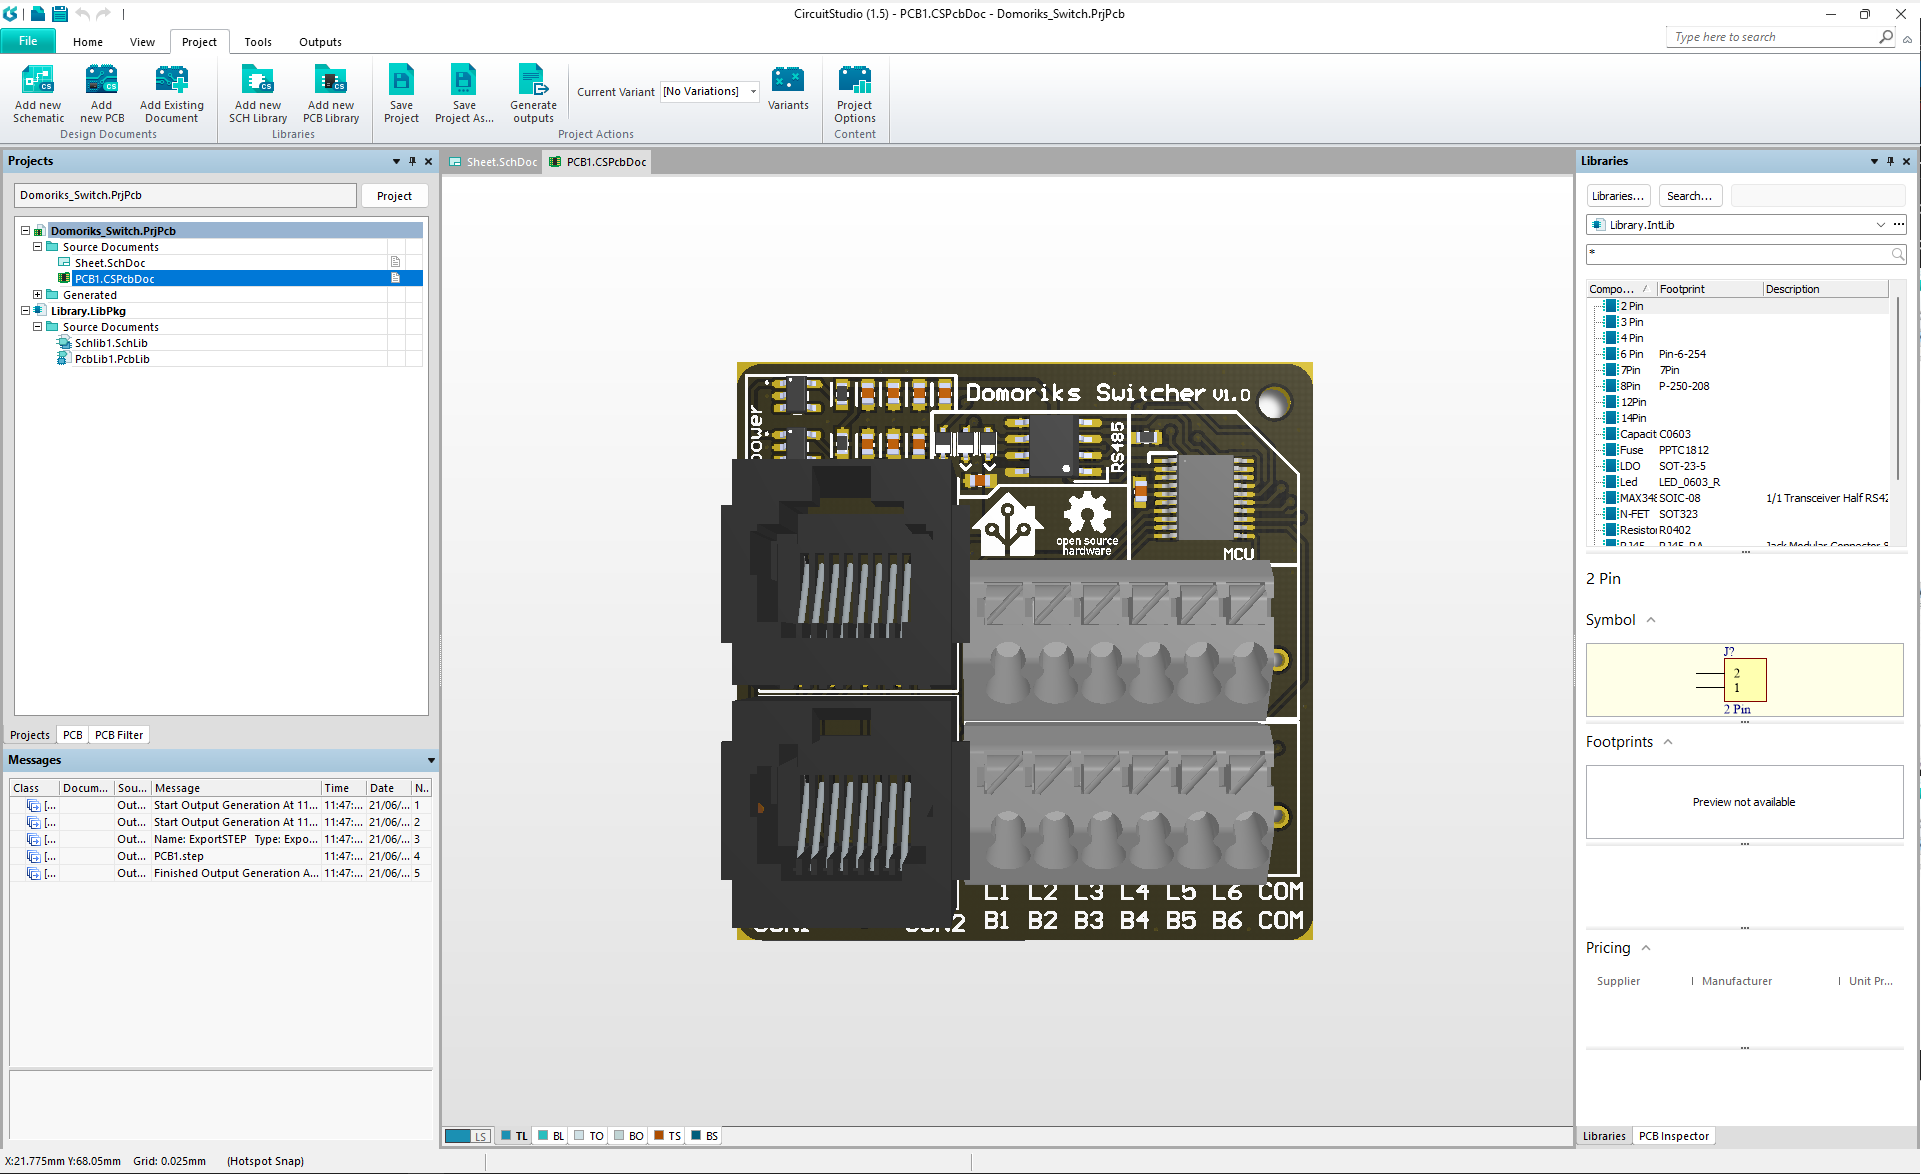 CircuitStudio (1.5) - PCB1.CSPcbDoc - Domoriks_Switch.PrjPcb
File
Home
View
Project
Tools
Outputs
Type here to search
Add new Schematic
Add new PCB
Add Existing Document
Design Documents
Add new SCH Library
Add new PCB Library
Libraries
Save Project
Save Project As...
Generate outputs
Current Variant
[No Variations]
Variants
Project Actions
Project Options
Content
Projects
Domoriks_Switch.PrjPcb
Project
Domoriks_Switch.PrjPcb
Source Documents
Sheet.SchDoc
PCB1.CSPcbDoc
Generated
Library.LibPkg
Source Documents
Schlib1.SchLib
PcbLib1.PcbLib
Projects
PCB
PCB Filter
Messages
Class Docum... Sou... Message Time Date N..
[... Out... Start Output Generation At 11... 11:47:... 21/06/... 1
[... Out... Start Output Generation At 11... 11:47:... 21/06/... 2
[... Out... Name: ExportSTEP Type: Expo... 11:47:... 21/06/... 3
[... Out... PCB1.step 11:47:... 21/06/... 4
[... Out... Finished Output Generation A... 11:47:... 21/06/... 5
Sheet.SchDoc
PCB1.CSPcbDoc
Domoriks Switcher V1.0
power
RS485
open source
hardware
MCU
L1 L2 L3 L4 L5 L6 COM
B1 B2 B3 B4 B5 B6 COM
CON1
CON2
LS
TL
BL
TO
BO
TS
BS
Libraries
Libraries...
Search...
Library.IntLib
*
Compo... Footprint Description
2 Pin
3 Pin
4 Pin
6 Pin Pin-6-254
7Pin 7Pin
8Pin P-250-208
12Pin
14Pin
Capacit C0603
Fuse PPTC1812
LDO SOT-23-5
Led LED_0603_R
MAX348 SOIC-08 1/1 Transceiver Half RS42
N-FET SOT323
Resistor R0402
RJ45 RJ45-RA Jack Modular Connector 8
2 Pin
Symbol
J?
2
1
2 Pin
Footprints
Preview not available
Pricing
Supplier
Manufacturer
Unit Pr...
Libraries
PCB Inspector
X:21.775mm Y:68.05mm Grid: 0.025mm (Hotspot Snap)